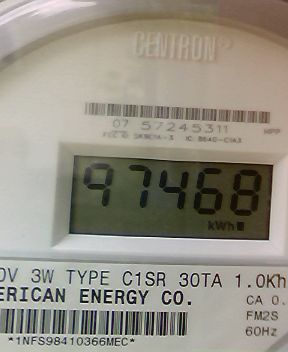 CENTRON®
07 57245311 HPP
97468
kWh
0V 3W TYPE C1SR 30TA 1.0Kh
ERICAN ENERGY CO. CA 0.
FM2S
60Hz
*1NFS98410366MEC*